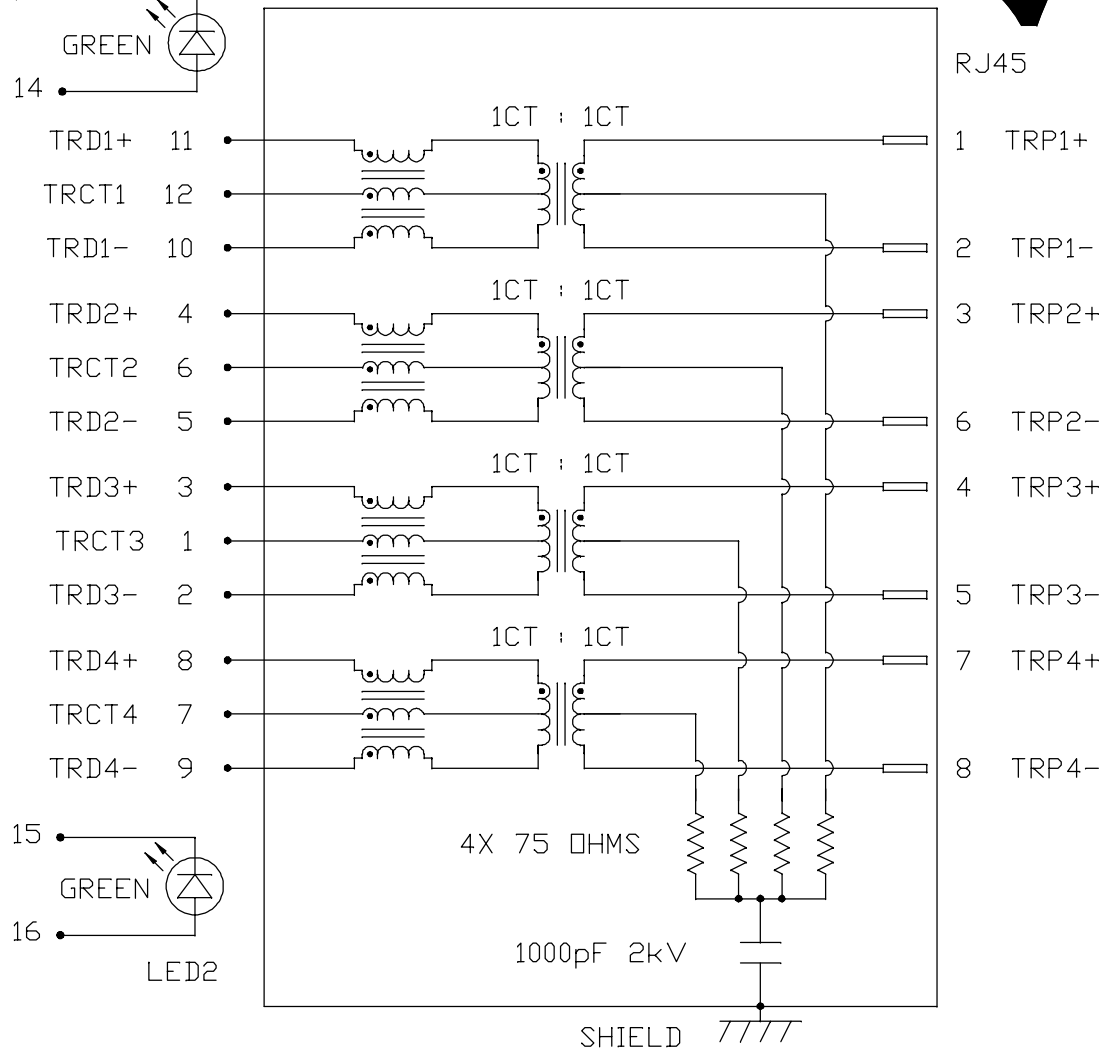 GREEN
14
RJ45
1CT : 1CT
TRD1+ 11 1 TRP1+
TRCT1 12
TRD1- 10 2 TRP1-
1CT : 1CT
TRD2+ 4 3 TRP2+
TRCT2 6
TRD2- 5 6 TRP2-
1CT : 1CT
TRD3+ 3 4 TRP3+
TRCT3 1
TRD3- 2 5 TRP3-
1CT : 1CT
TRD4+ 8 7 TRP4+
TRCT4 7
TRD4- 9 8 TRP4-
15
4X 75 OHMS
GREEN
16
1000pF 2kV
LED2
SHIELD